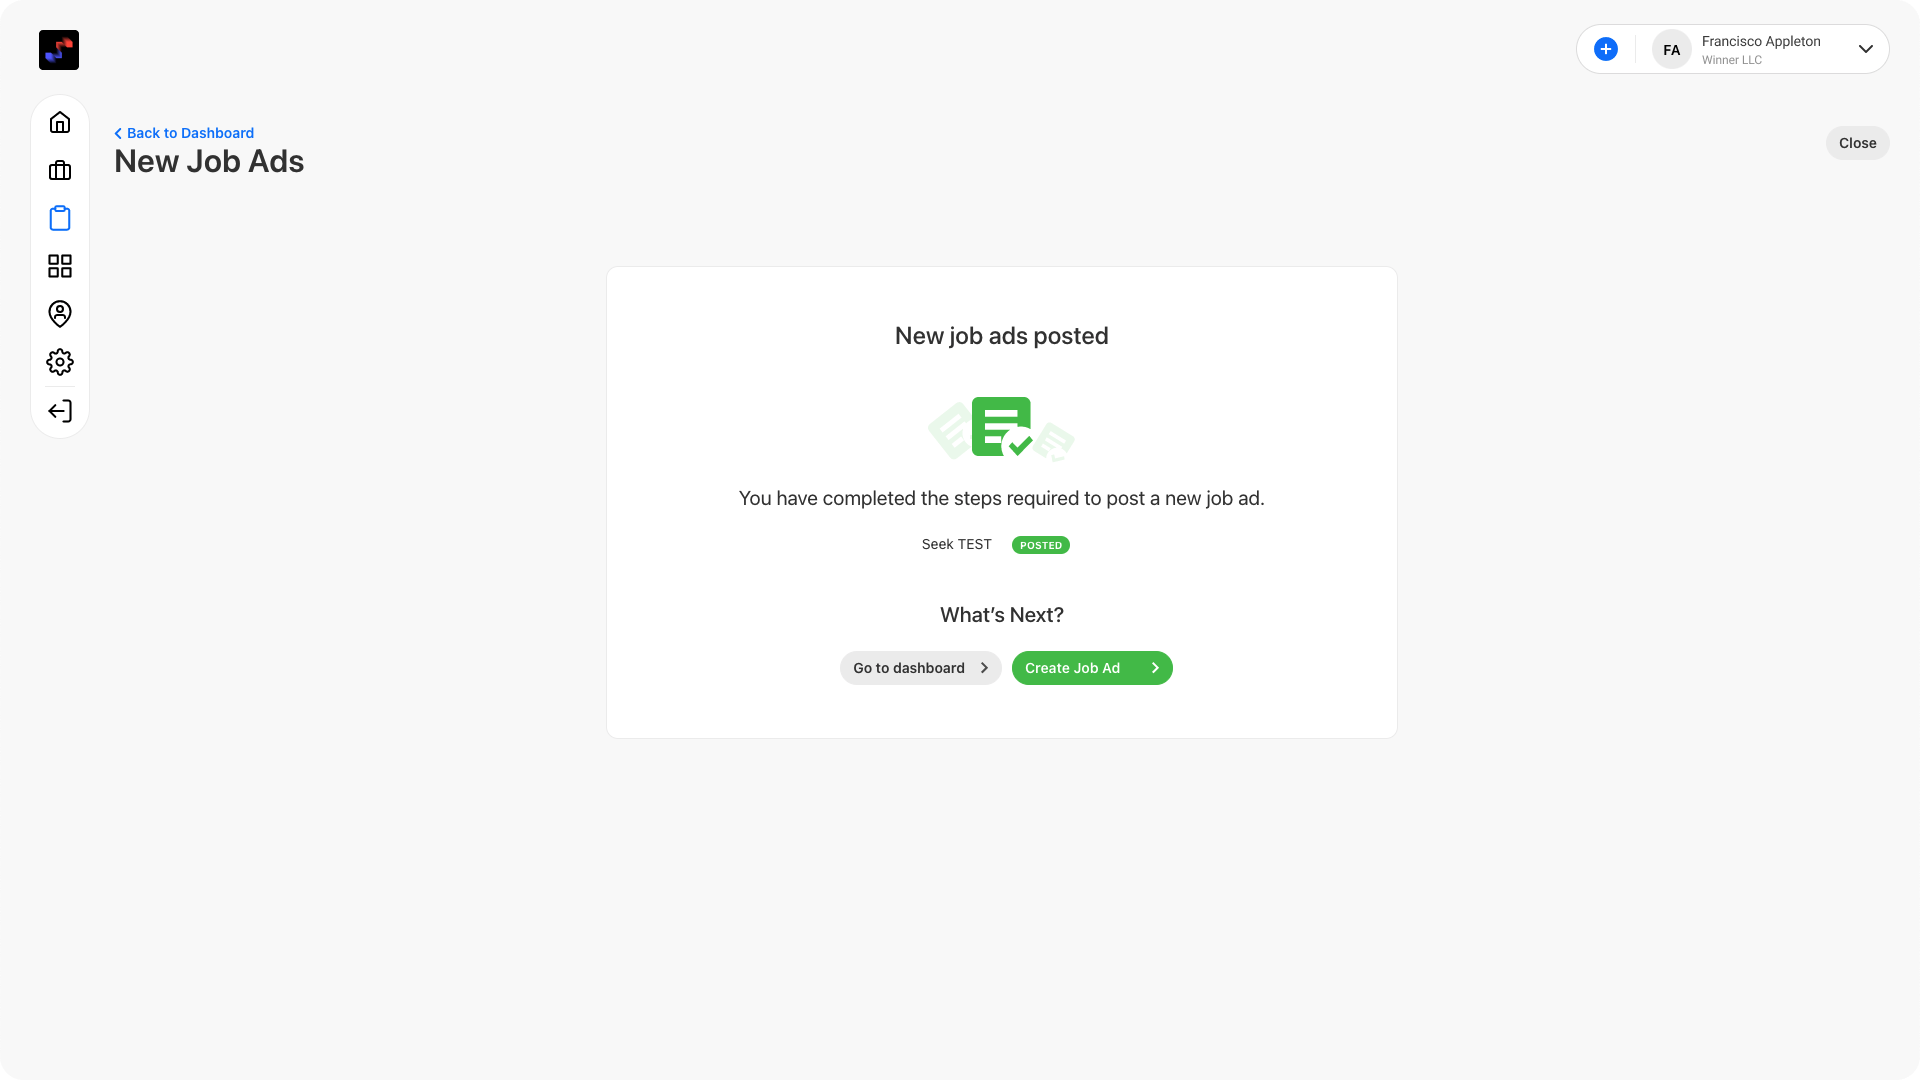 FA
Francisco Appleton
Winner LLC
Back to Dashboard
New Job Ads
Close
New job ads posted
You have completed the steps required to post a new job ad.
Seek TEST
POSTED
What’s Next?
Go to dashboard
Create Job Ad